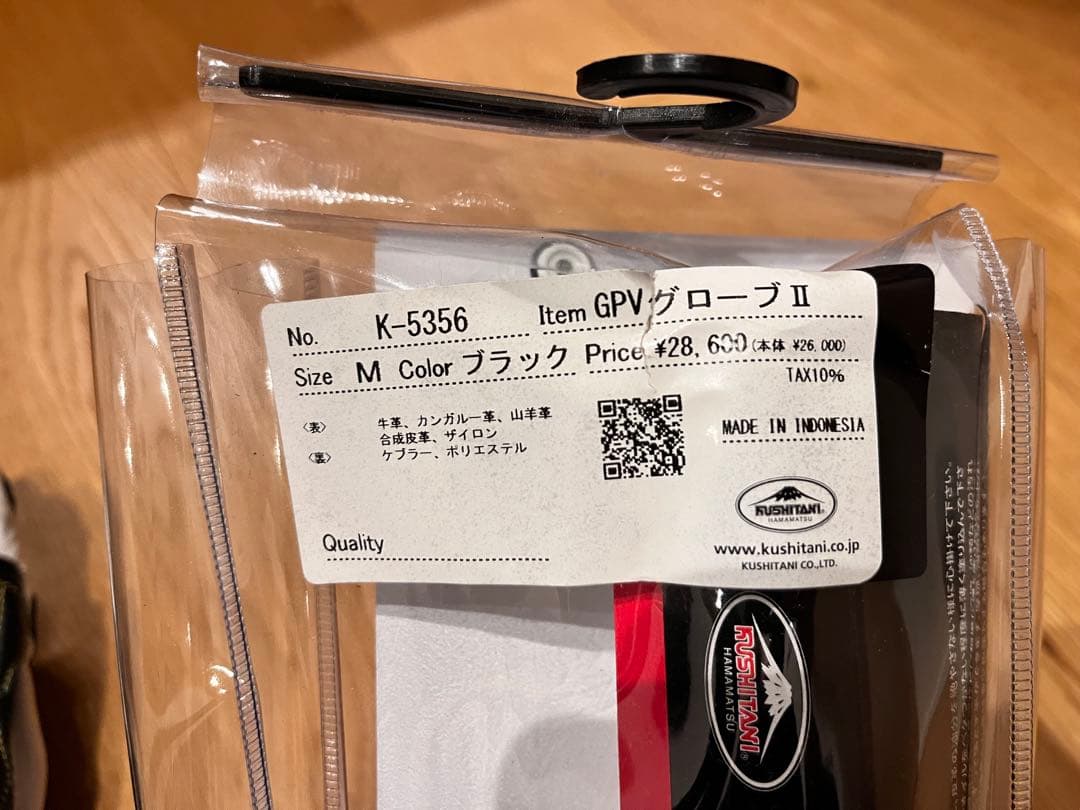 No. K-5356 Item GPVグローブⅡ
Size M Color ブラック Price ¥28,600(本体 ¥26,000)
TAX10%
〈表〉 牛革、カンガルー革、山羊革
合成皮革、ザイロン
〈裏〉 ケブラー、ポリエステル
MADE IN INDONESIA
KUSHITANI
HAMAMATSU
Quality
www.kushitani.co.jp
KUSHITANI CO.,LTD.
KUSHITANI®
HAMAMATSU